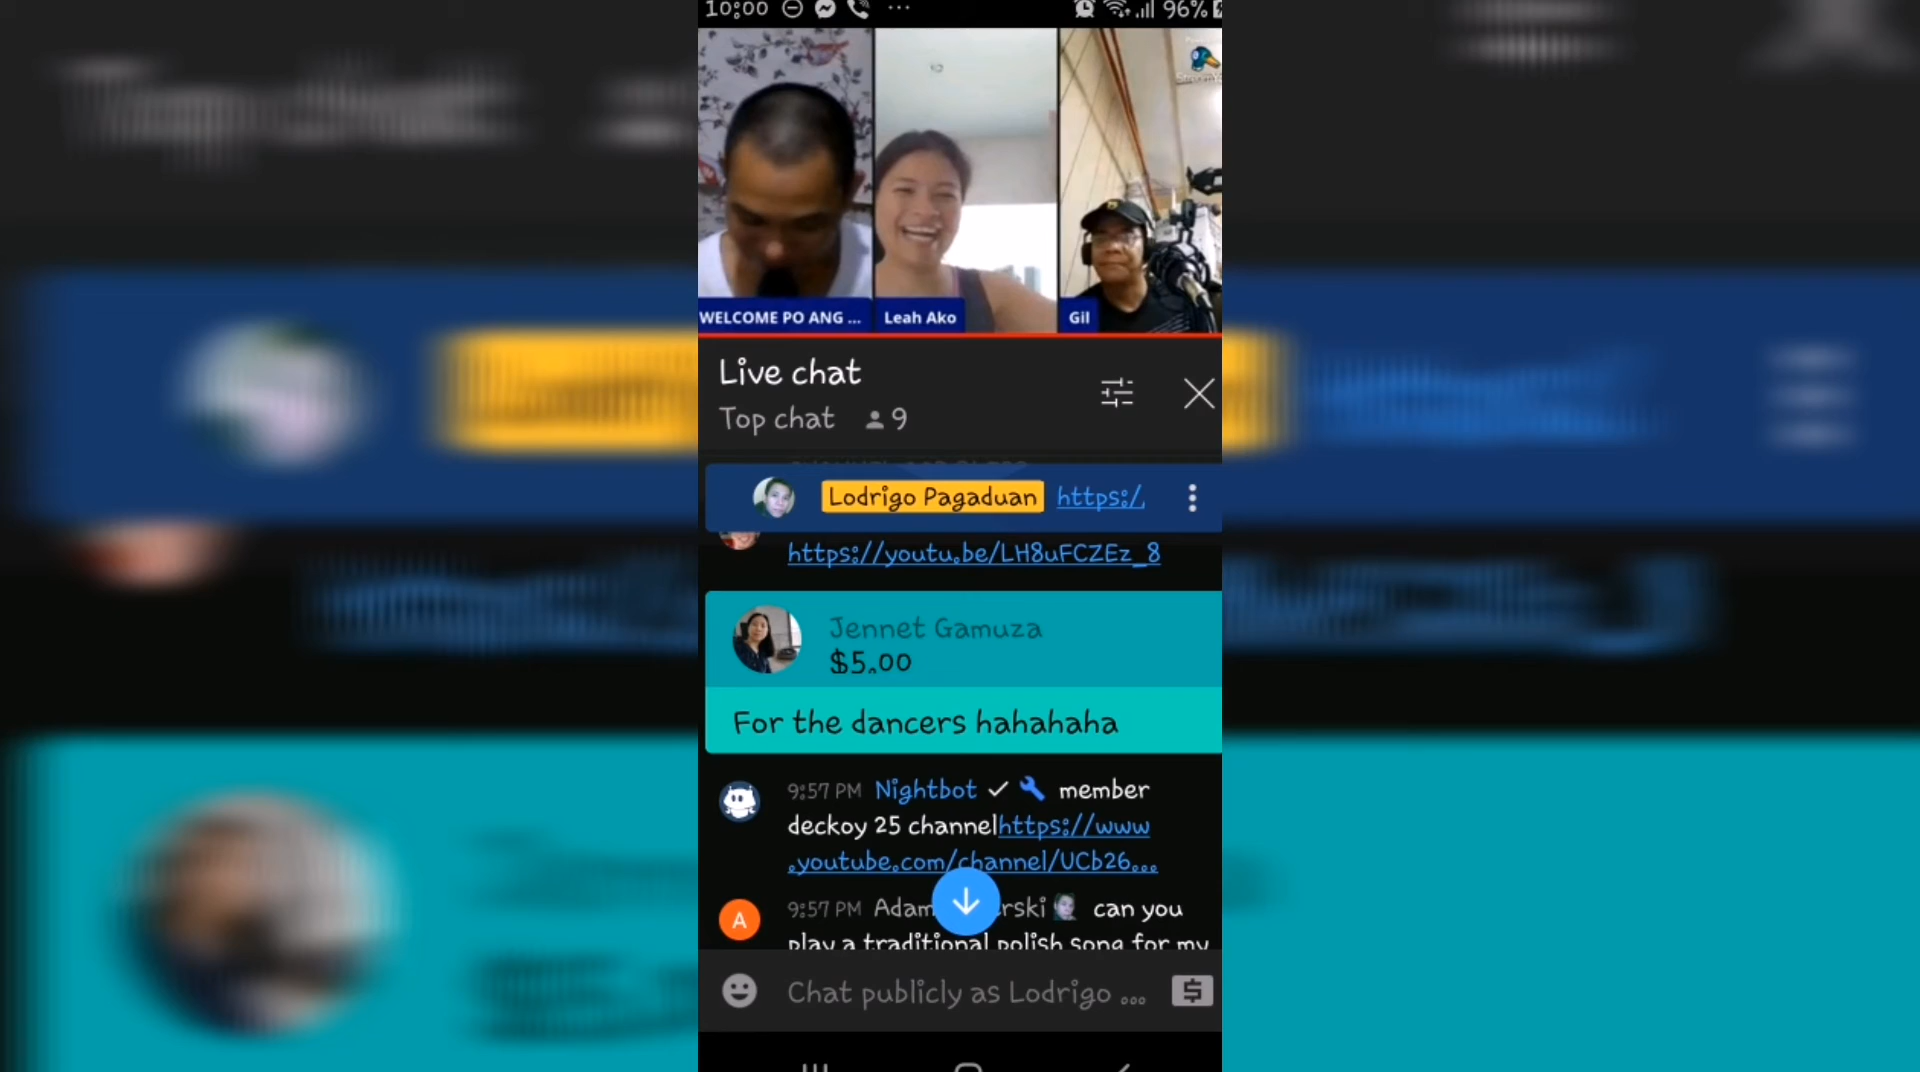 10:00 96%
WELCOME PO ANG ...
Leah Ako
Gil
Live chat
Top chat 9
Lodrigo Pagaduan https:/
https://youtu.be/LH8uFCZEz_8
Jennet Gamuza
$5.00
For the dancers hahahaha
9:57 PM Nightbot member
deckoy 25 channelhttps://www
.youtube.com/channel/UCb26...
A 9:57 PM can you
play a traditional polish song for my
Chat publicly as Lodrigo ...